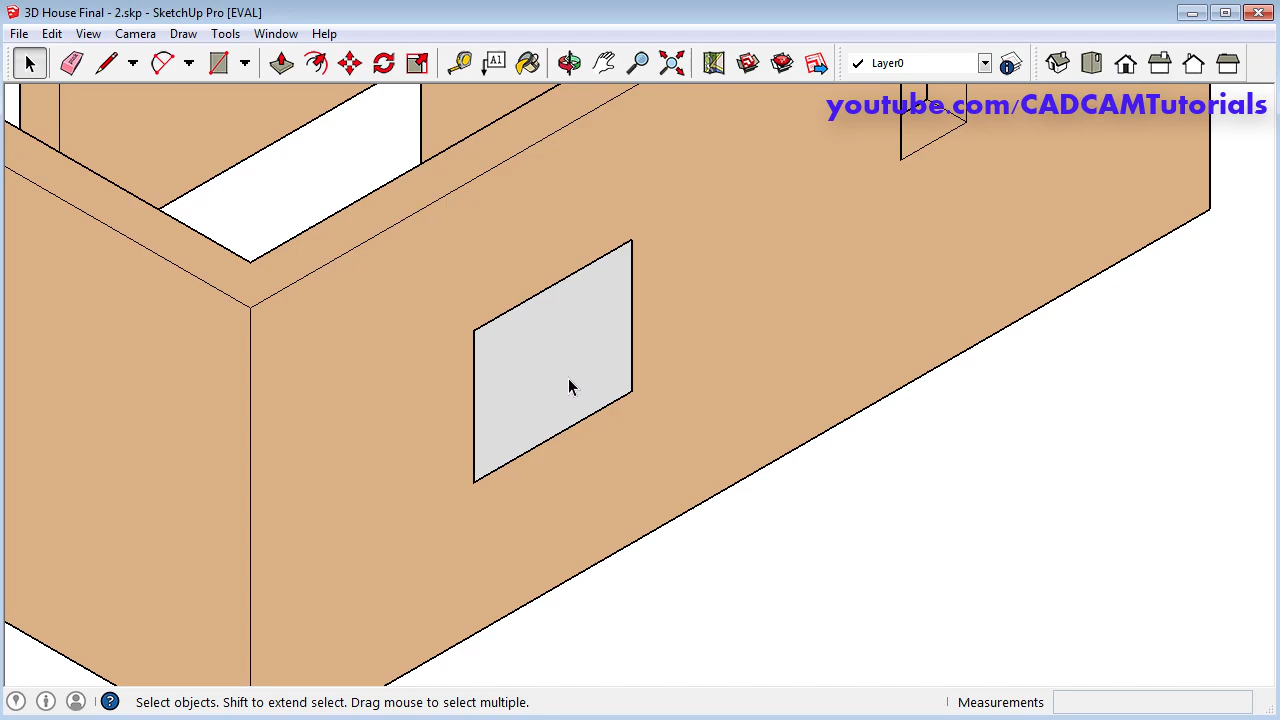 3D House Final - 2.skp - SketchUp Pro [EVAL]
File Edit View Camera Draw Tools Window Help
A1
Layer0
youtube.com/CADCAMTutorials
Select objects. Shift to extend select. Drag mouse to select multiple.
Measurements